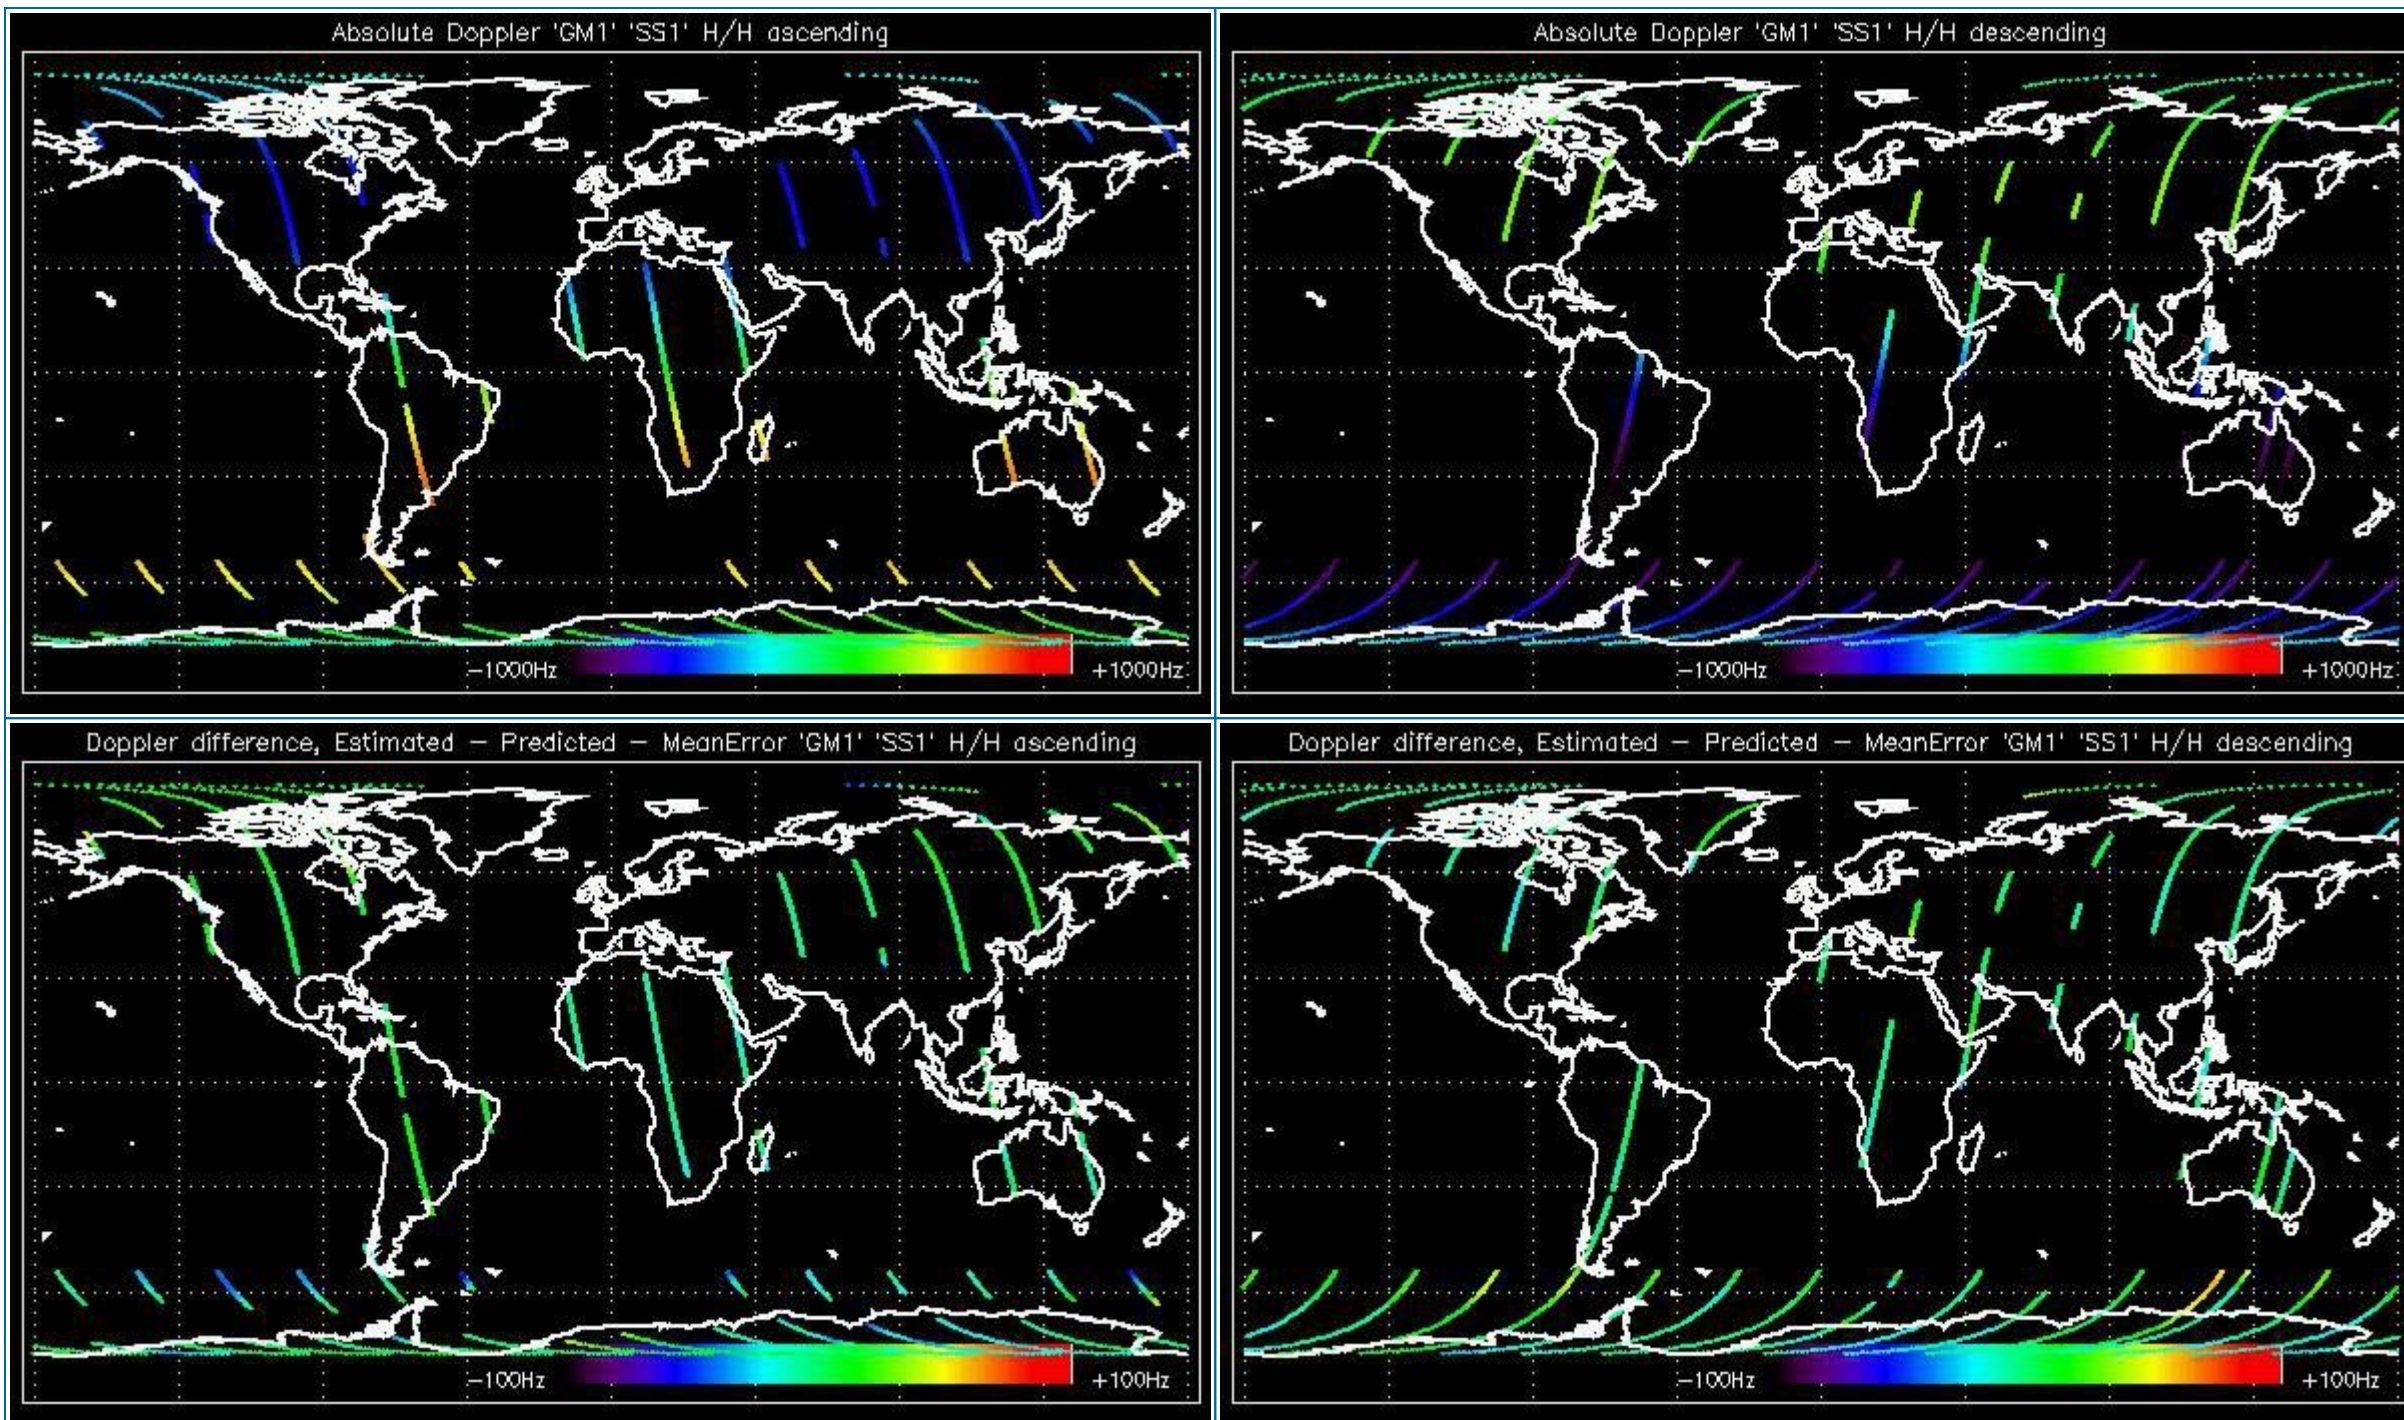 Absolute Doppler 'GM1' 'SS1' H/H ascending
-1000Hz
+1000Hz
Absolute Doppler 'GM1' 'SS1' H/H descending
-1000Hz
+1000Hz
Doppler difference, Estimated - Predicted - MeanError 'GM1' 'SS1' H/H ascending
-100Hz
+100Hz
Doppler difference, Estimated - Predicted - MeanError 'GM1' 'SS1' H/H descending
-100Hz
+100Hz